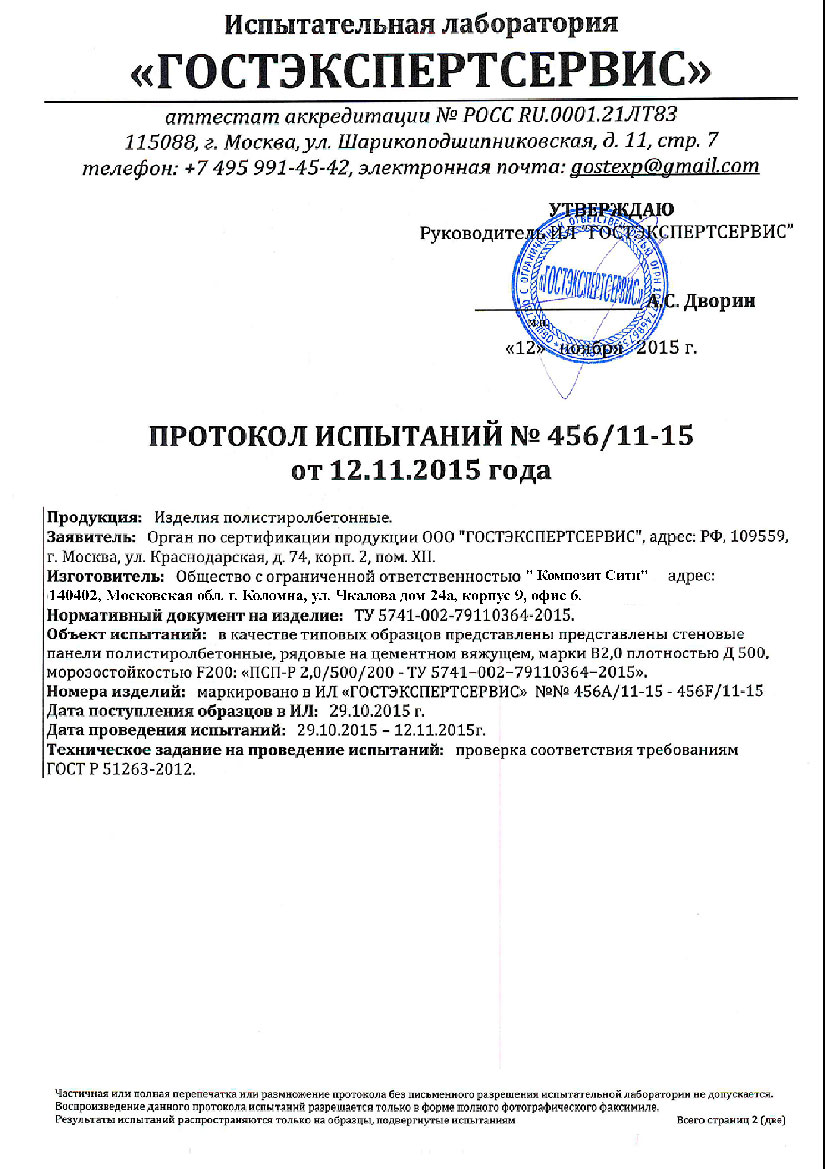 Испытательная лаборатория
«ГОСТЭКСПЕРТСЕРВИС»
аттестат аккредитации № РОСС RU.0001.21ЛТ83
115088, г. Москва, ул. Шарикоподшипниковская, д. 11, стр. 7
телефон: +7 495 991-45-42, электронная почта: gostexp@gmail.com
УТВЕРЖДАЮ
Руководитель ИЛ "ГОСТЭКСПЕРТСЕРВИС"
«ГОСТЭКСПЕРТСЕРВИС»
А.С. Дворин
«12» ноября 2015 г.
ПРОТОКОЛ ИСПЫТАНИЙ № 456/11-15
от 12.11.2015 года
Продукция: Изделия полистиролбетонные.
Заявитель: Орган по сертификации продукции ООО "ГОСТЭКСПЕРТСЕРВИС", адрес: РФ, 109559,
г. Москва, ул. Краснодарская, д. 74, корп. 2, пом. XII.
Изготовитель: Общество с ограниченной ответственностью " Композит Сити" адрес:
140402, Московская обл. г. Коломна, ул. Чкалова дом 24а, корпус 9, офис 6.
Нормативный документ на изделие: ТУ 5741-002-79110364-2015.
Объект испытаний: в качестве типовых образцов представлены представлены стеновые
панели полистиролбетонные, рядовые на цементном вяжущем, марки В2,0 плотностью Д 500,
морозостойкостью F200: «ПСП-Р 2,0/500/200 - ТУ 5741–002–79110364–2015».
Номера изделий: маркировано в ИЛ «ГОСТЭКСПЕРТСЕРВИС» №№ 456A/11-15 - 456F/11-15
Дата поступления образцов в ИЛ: 29.10.2015 г.
Дата проведения испытаний: 29.10.2015 – 12.11.2015г.
Техническое задание на проведение испытаний: проверка соответствия требованиям
ГОСТ Р 51263-2012.
Частичная или полная перепечатка или размножение протокола без письменного разрешения испытательной лаборатории не допускается.
Воспроизведение данного протокола испытаний разрешается только в форме полного фотографического факсимиле.
Результаты испытаний распространяются только на образцы, подвергнутые испытаниям Всего страниц 2 (две)